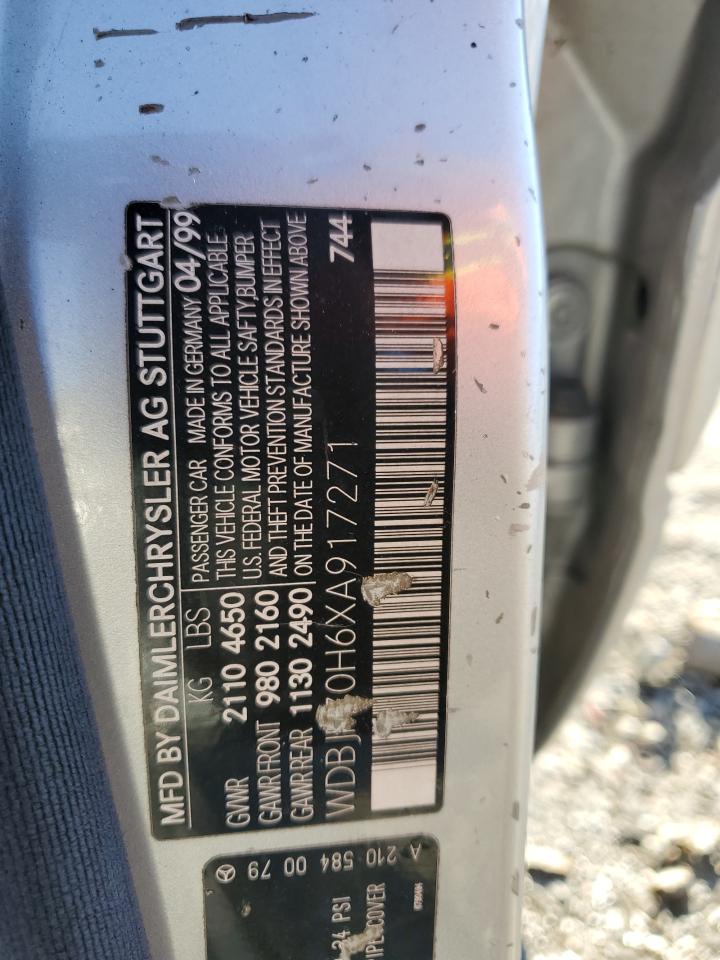 MFD BY DAIMLERCHRYSLER AG STUTTGART
KG LBS PASSENGER CAR MADE IN GERMANY 04/99
GVWR 2110 4650 THIS VEHICLE CONFORMS TO ALL APPLICABLE
GAWR FRONT 980 2160 U.S. FEDERAL MOTOR VEHICLE SAFTY,BUMPER
GAWR REAR 1130 2490 AND THEFT PREVENTION STANDARDS IN EFFECT
ON THE DATE OF MANUFACTURE SHOWN ABOVE
WDBJ 0H6XA917271 744
A 210 584 00 79
24 PSI